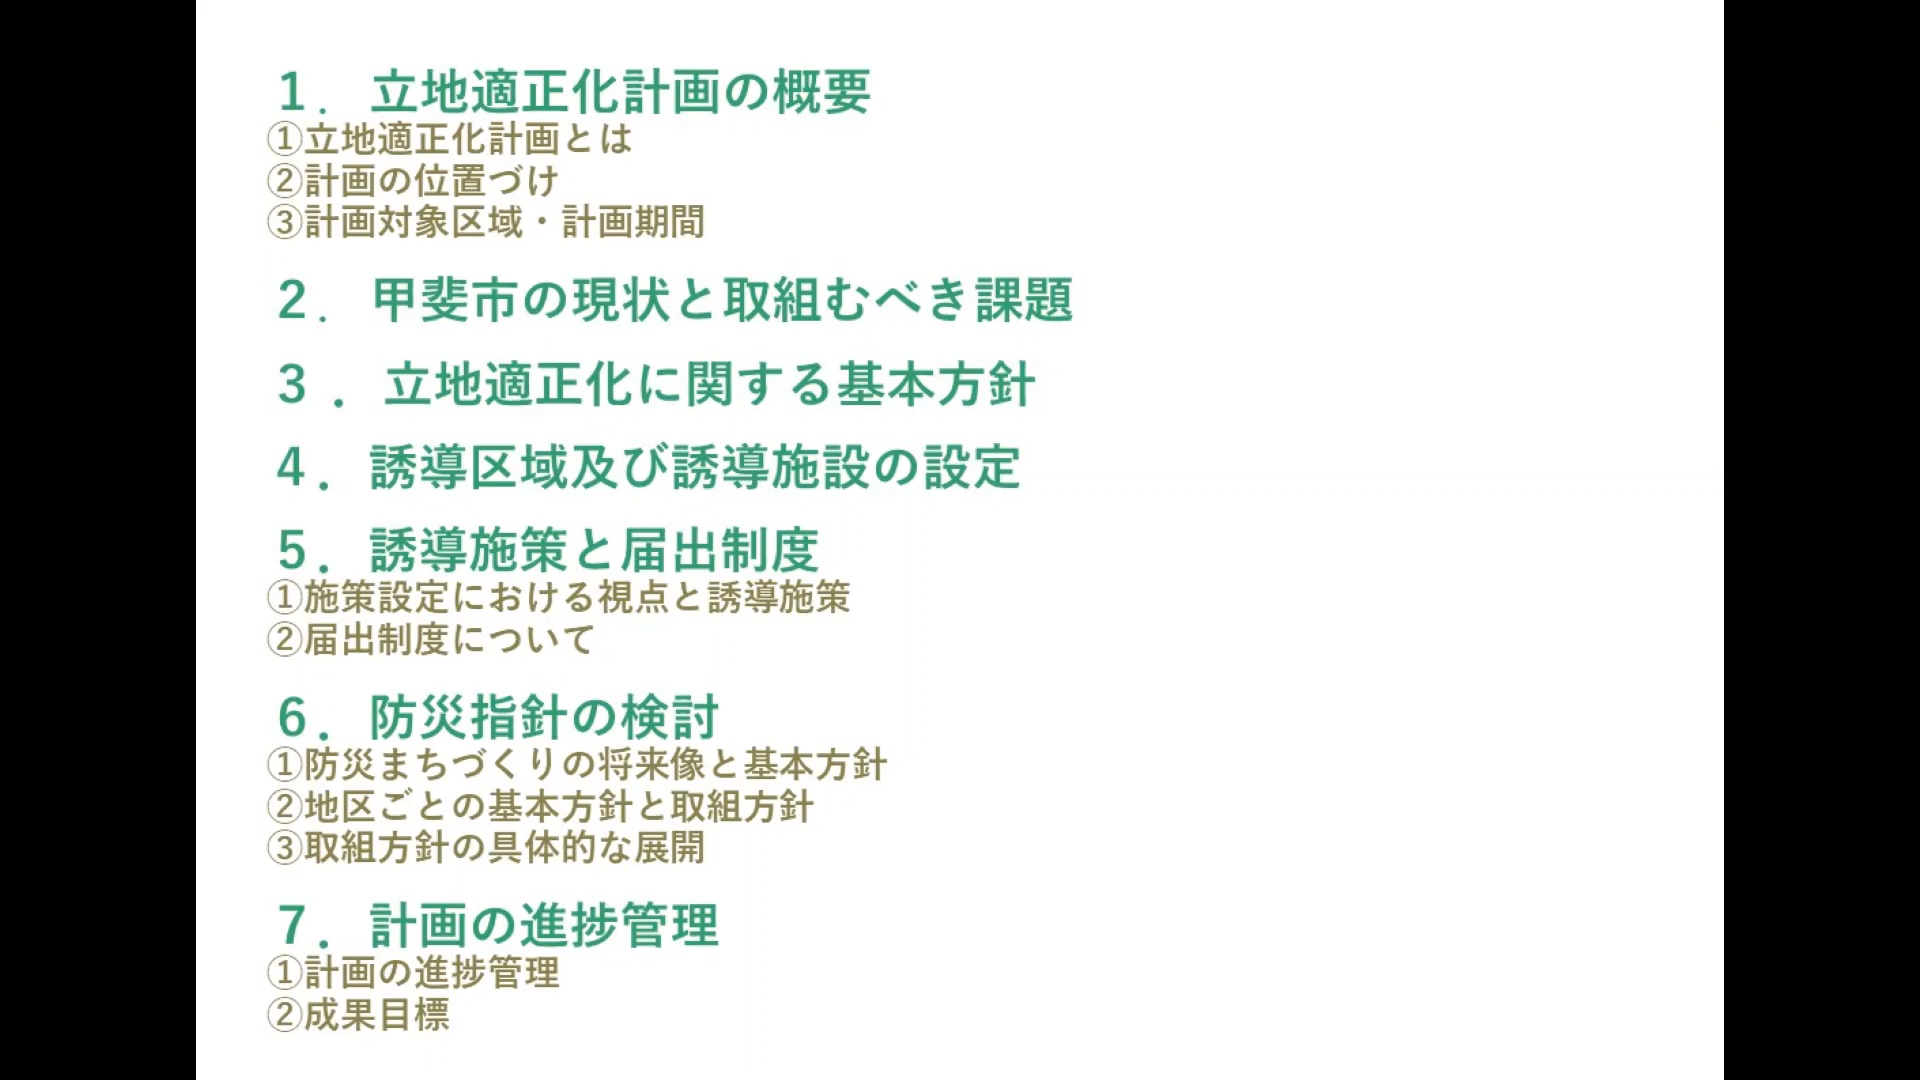 １．立地適正化計画の概要
①立地適正化計画とは
②計画の位置づけ
③計画対象区域・計画期間
２．甲斐市の現状と取組むべき課題
３．立地適正化に関する基本方針
４．誘導区域及び誘導施設の設定
５．誘導施策と届出制度
①施策設定における視点と誘導施策
②届出制度について
６．防災指針の検討
①防災まちづくりの将来像と基本方針
②地区ごとの基本方針と取組方針
③取組方針の具体的な展開
７．計画の進捗管理
①計画の進捗管理
②成果目標